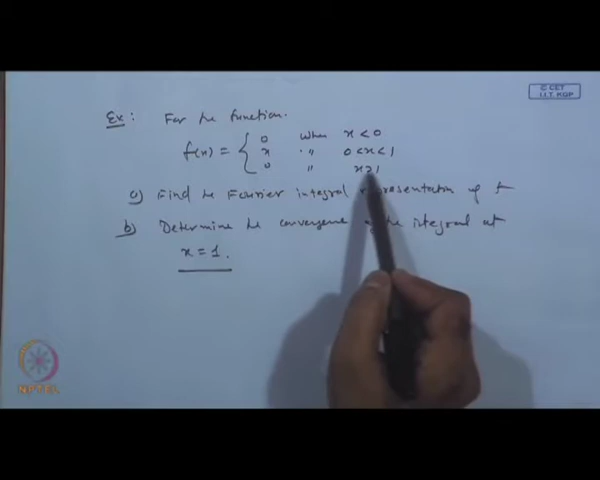 © CET
I.I.T. KGP
Ex: For the function.
f(x) = { 0 when x < 0
x " 0 < x < 1
0 " x > 1
a) Find the Fourier integral representation of f
b) Determine the convergence of the integral at
x = 1.
NPTEL